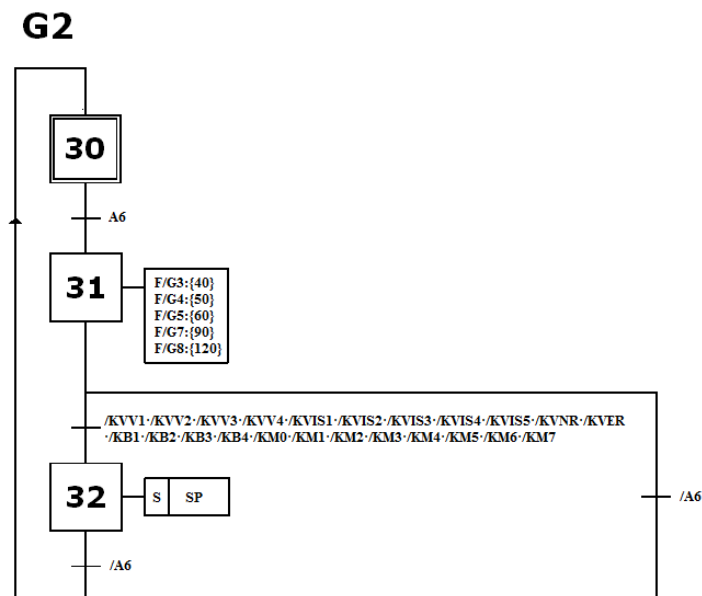 G2
30
A6
31
F/G3:{40}
F/G4:{50}
F/G5:{60}
F/G7:{90}
F/G8:{120}
/KVV1·/KVV2·/KVV3·/KVV4·/KVIS1·/KVIS2·/KVIS3·/KVIS4·/KVIS5·/KVNR·/KVER
·/KB1·/KB2·/KB3·/KB4·/KM0·/KM1·/KM2·/KM3·/KM4·/KM5·/KM6·/KM7
32
S SP
/A6
/A6